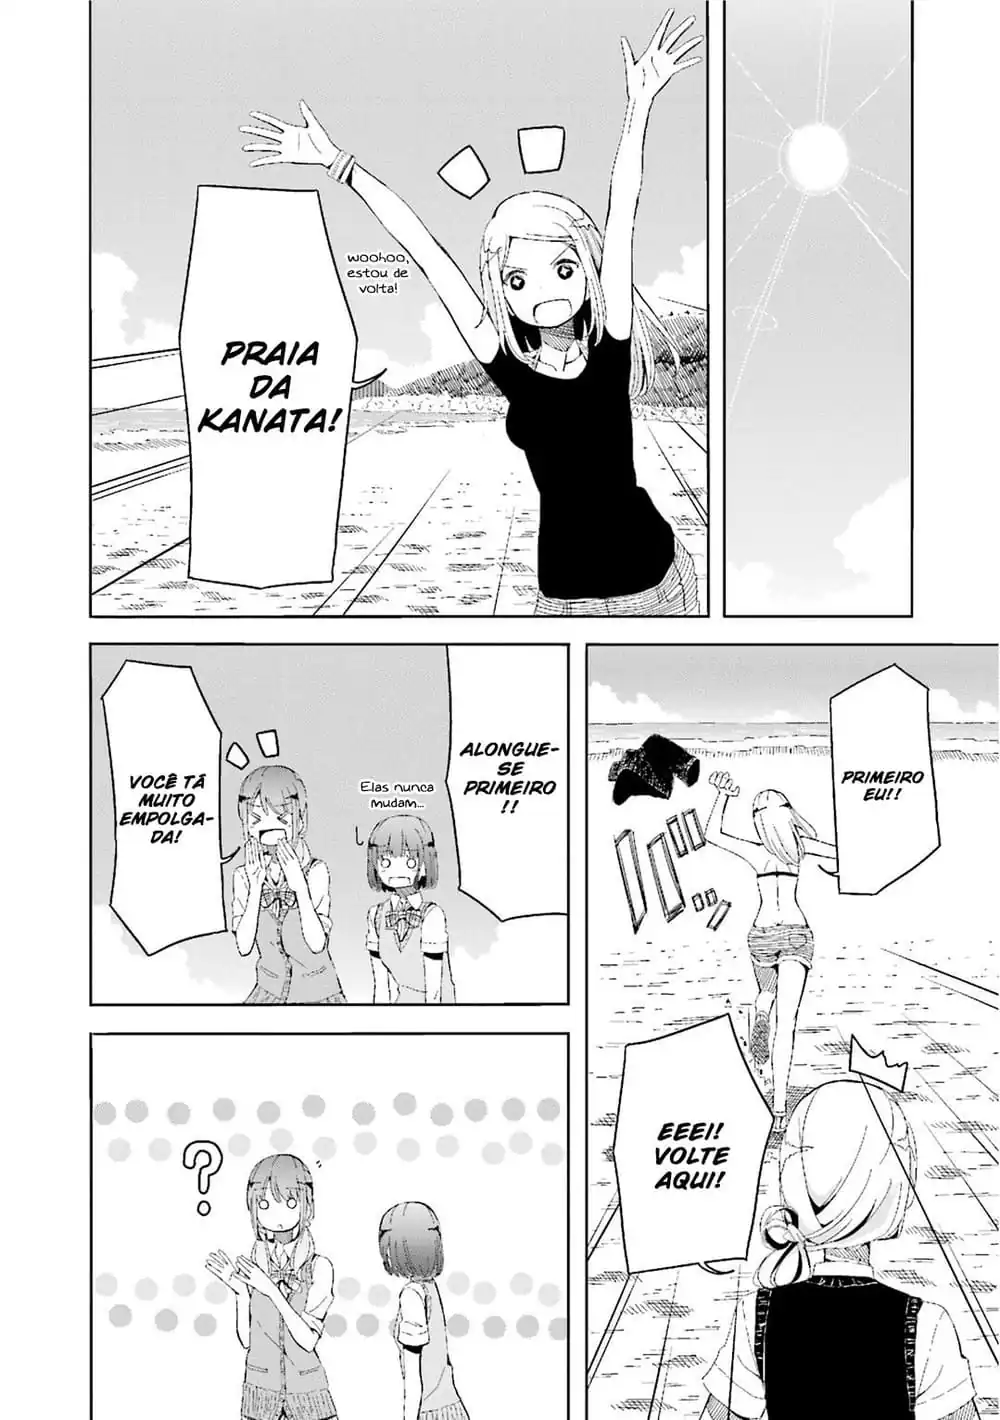 woohoo,
estou de
volta!
PRAIA
DA
KANATA!
PRIMEIRO
EU!!
EEEI!
VOLTE
AQUI!
ALONGUE-
SE
PRIMEIRO
!!
Elas nunca
mudam...
VOCÊ TÁ
MUITO
EMPOLGA-
DA!
?